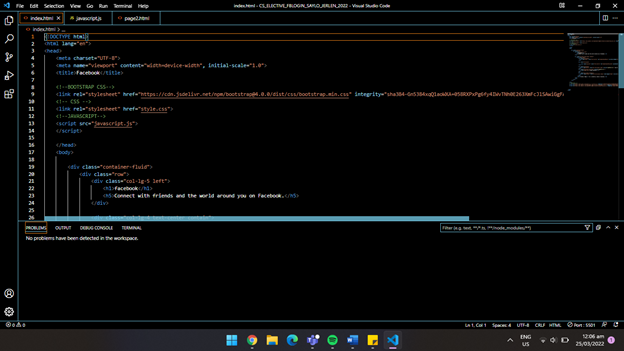 File Edit Selection View Go Run Terminal Help
index.html - CS_ELECTIVE_FBLOGIN_SAYLO_JERLEN_2022 - Visual Studio Code
index.html
javascript.js
page2.html
index.html > ...
1 <!DOCTYPE html>
2 <html lang="en">
3 <head>
4 <meta charset="UTF-8">
5 <meta name="viewport" content="width=device-width", initial-scale="1.0">
6 <title>Facebook</title>
7
8 <!--BOOTSTRAP CSS-->
9 <link rel="stylesheet" href="https://cdn.jsdelivr.net/npm/bootstrap@4.0.0/dist/css/bootstrap.min.css" integrity="sha384-Gn5384xqQ1aoWXA+058RXPxPg6fy4IWvTNh0E263XmFcJlSAwiGgF
10 <!-- CSS -->
11 <link rel="stylesheet" href="style.css">
12 <!--JAVASCRIPT-->
13 <script src="javascript.js">
14 </script>
15
16 </head>
17 <body>
18
19 <div class="container-fluid">
20 <div class="row">
21 <div class="col-lg-5 left">
22 <h1>facebook</h1>
23 <h5>Connect with friends and the world around you on Facebook.</h5>
24 </div>
25
26
PROBLEMS OUTPUT DEBUG CONSOLE TERMINAL
Filter (e.g. text, **/*.ts, !**/node_modules/**)
No problems have been detected in the workspace.
0 0
Ln 1, Col 1 Spaces: 4 UTF-8 CRLF HTML Port : 5501
ENG
US
12:06 am
25/03/2022
1